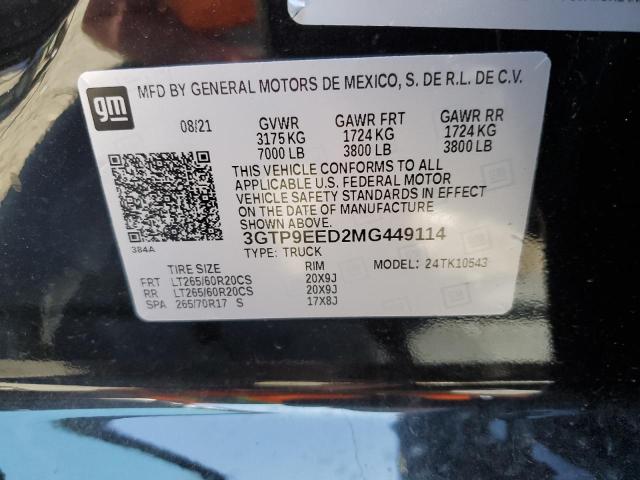 gm
MFD BY GENERAL MOTORS DE MEXICO, S. DE R.L. DE C.V.
08/21 GVWR GAWR FRT GAWR RR
3175 KG 1724 KG 1724 KG
7000 LB 3800 LB 3800 LB
THIS VEHICLE CONFORMS TO ALL
APPLICABLE U.S. FEDERAL MOTOR
VEHICLE SAFETY STANDARDS IN EFFECT
ON THE DATE OF MANUFACTURE
SHOWN ABOVE.
384A 3GTP9EED2MG449114
TYPE: TRUCK MODEL: 24TK10543
TIRE SIZE RIM
FRT LT265/60R20CS 20X9J
RR LT265/60R20CS 20X9J
SPA 265/70R17 S 17X8J